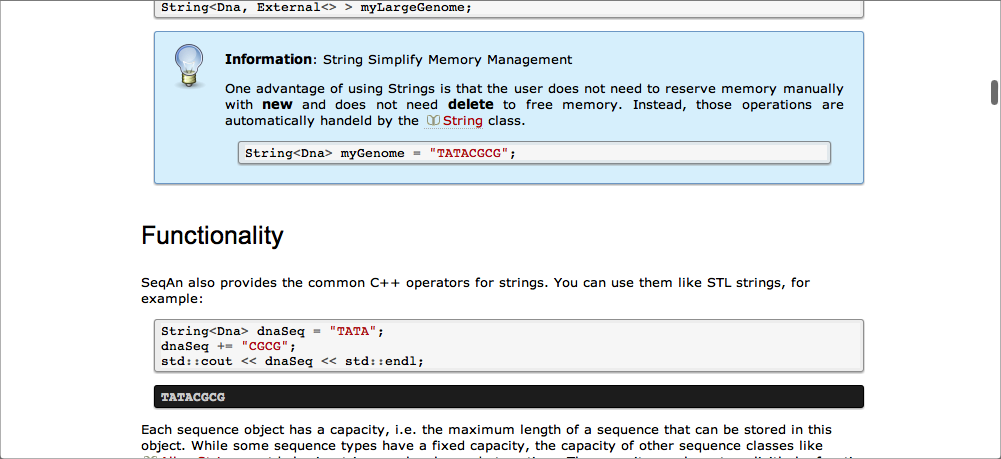 String<Dna, External<> > myLargeGenome;
Information: String Simplify Memory Management
One advantage of using Strings is that the user does not need to reserve memory manually
with new and does not need delete to free memory. Instead, those operations are
automatically handeld by the String class.
String<Dna> myGenome = "TATACGCG";
Functionality
SeqAn also provides the common C++ operators for strings. You can use them like STL strings, for
example:
String<Dna> dnaSeq = "TATA";
dnaSeq += "CGCG";
std::cout << dnaSeq << std::endl;
TATACGCG
Each sequence object has a capacity, i.e. the maximum length of a sequence that can be stored in this
object. While some sequence types have a fixed capacity, the capacity of other sequence classes like